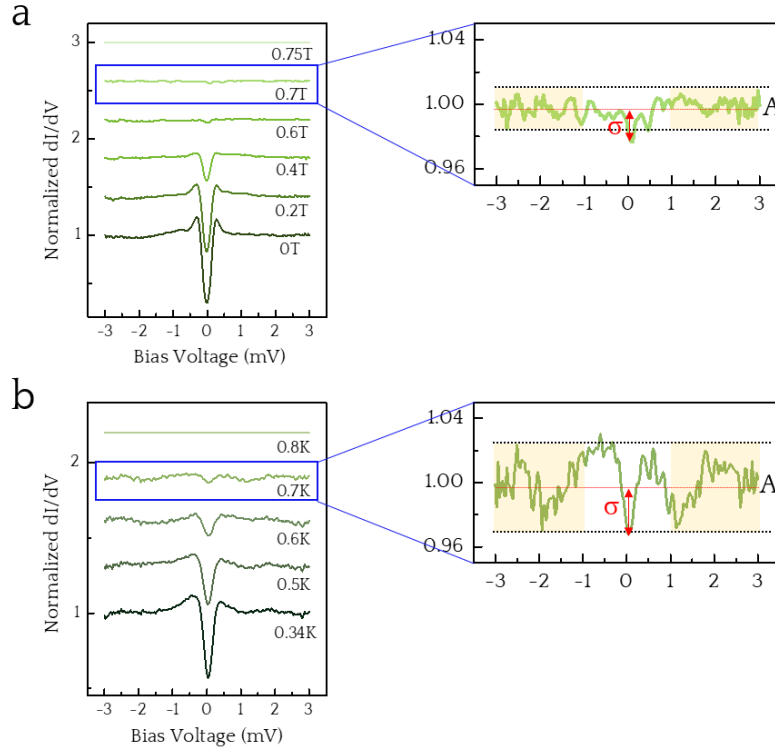 a
Normalized dI/dV
3
2
1
0.75T
0.7T
0.6T
0.4T
0.2T
0T
-3 -2 -1 0 1 2 3
Bias Voltage (mV)
1.04
1.00
0.96
σ
A
-3 -2 -1 0 1 2 3
b
Normalized dI/dV
2
1
0.8K
0.7K
0.6K
0.5K
0.34K
-3 -2 -1 0 1 2 3
Bias Voltage (mV)
1.04
1.00
0.96
σ
A
-3 -2 -1 0 1 2 3